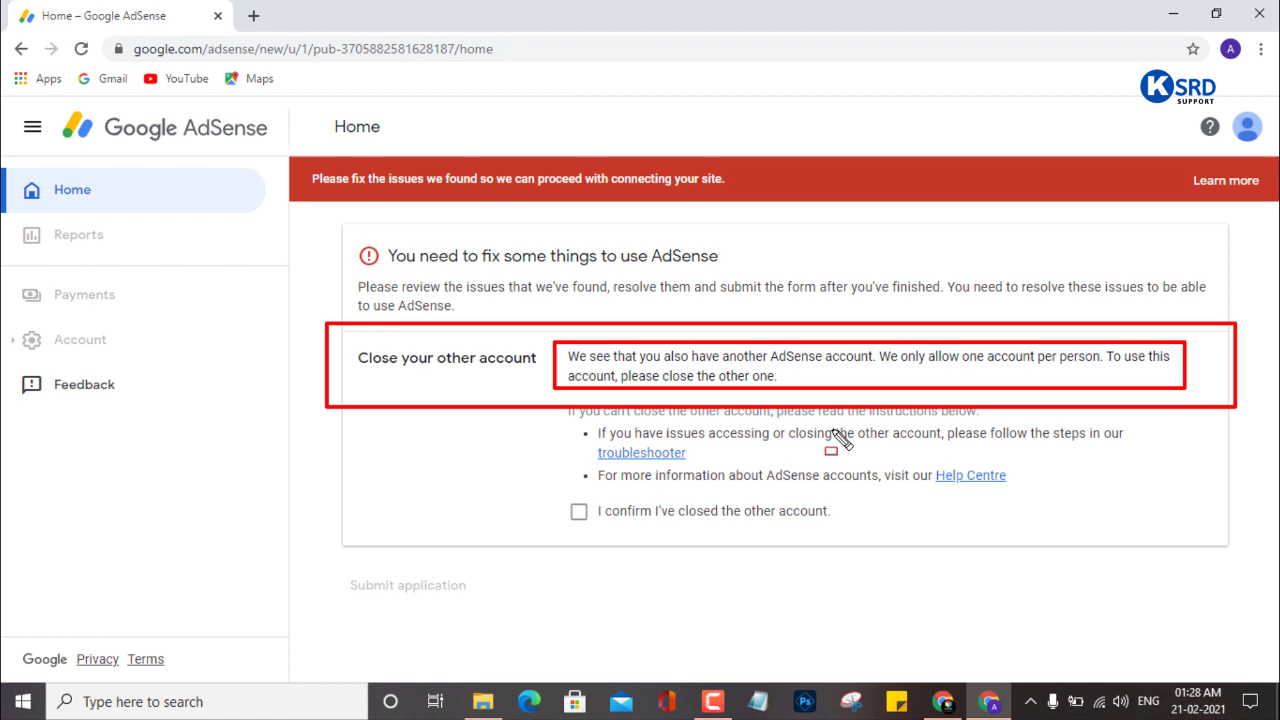 Home – Google AdSense
google.com/adsense/new/u/1/pub-3705882581628187/home
A
Apps Gmail YouTube Maps
KSRD
SUPPORT
Google AdSense
Home
Please fix the issues we found so we can proceed with connecting your site.
Learn more
Home
Reports
Payments
Account
Feedback
You need to fix some things to use AdSense
Please review the issues that we've found, resolve them and submit the form after you've finished. You need to resolve these issues to be able
to use AdSense.
Close your other account
We see that you also have another AdSense account. We only allow one account per person. To use this
account, please close the other one.
If you can't close the other account, please read the instructions below.
• If you have issues accessing or closing the other account, please follow the steps in our
troubleshooter
• For more information about AdSense accounts, visit our Help Centre
I confirm I've closed the other account.
Submit application
Google Privacy Terms
Type here to search
Ps
A
ENG
01:28 AM
21-02-2021